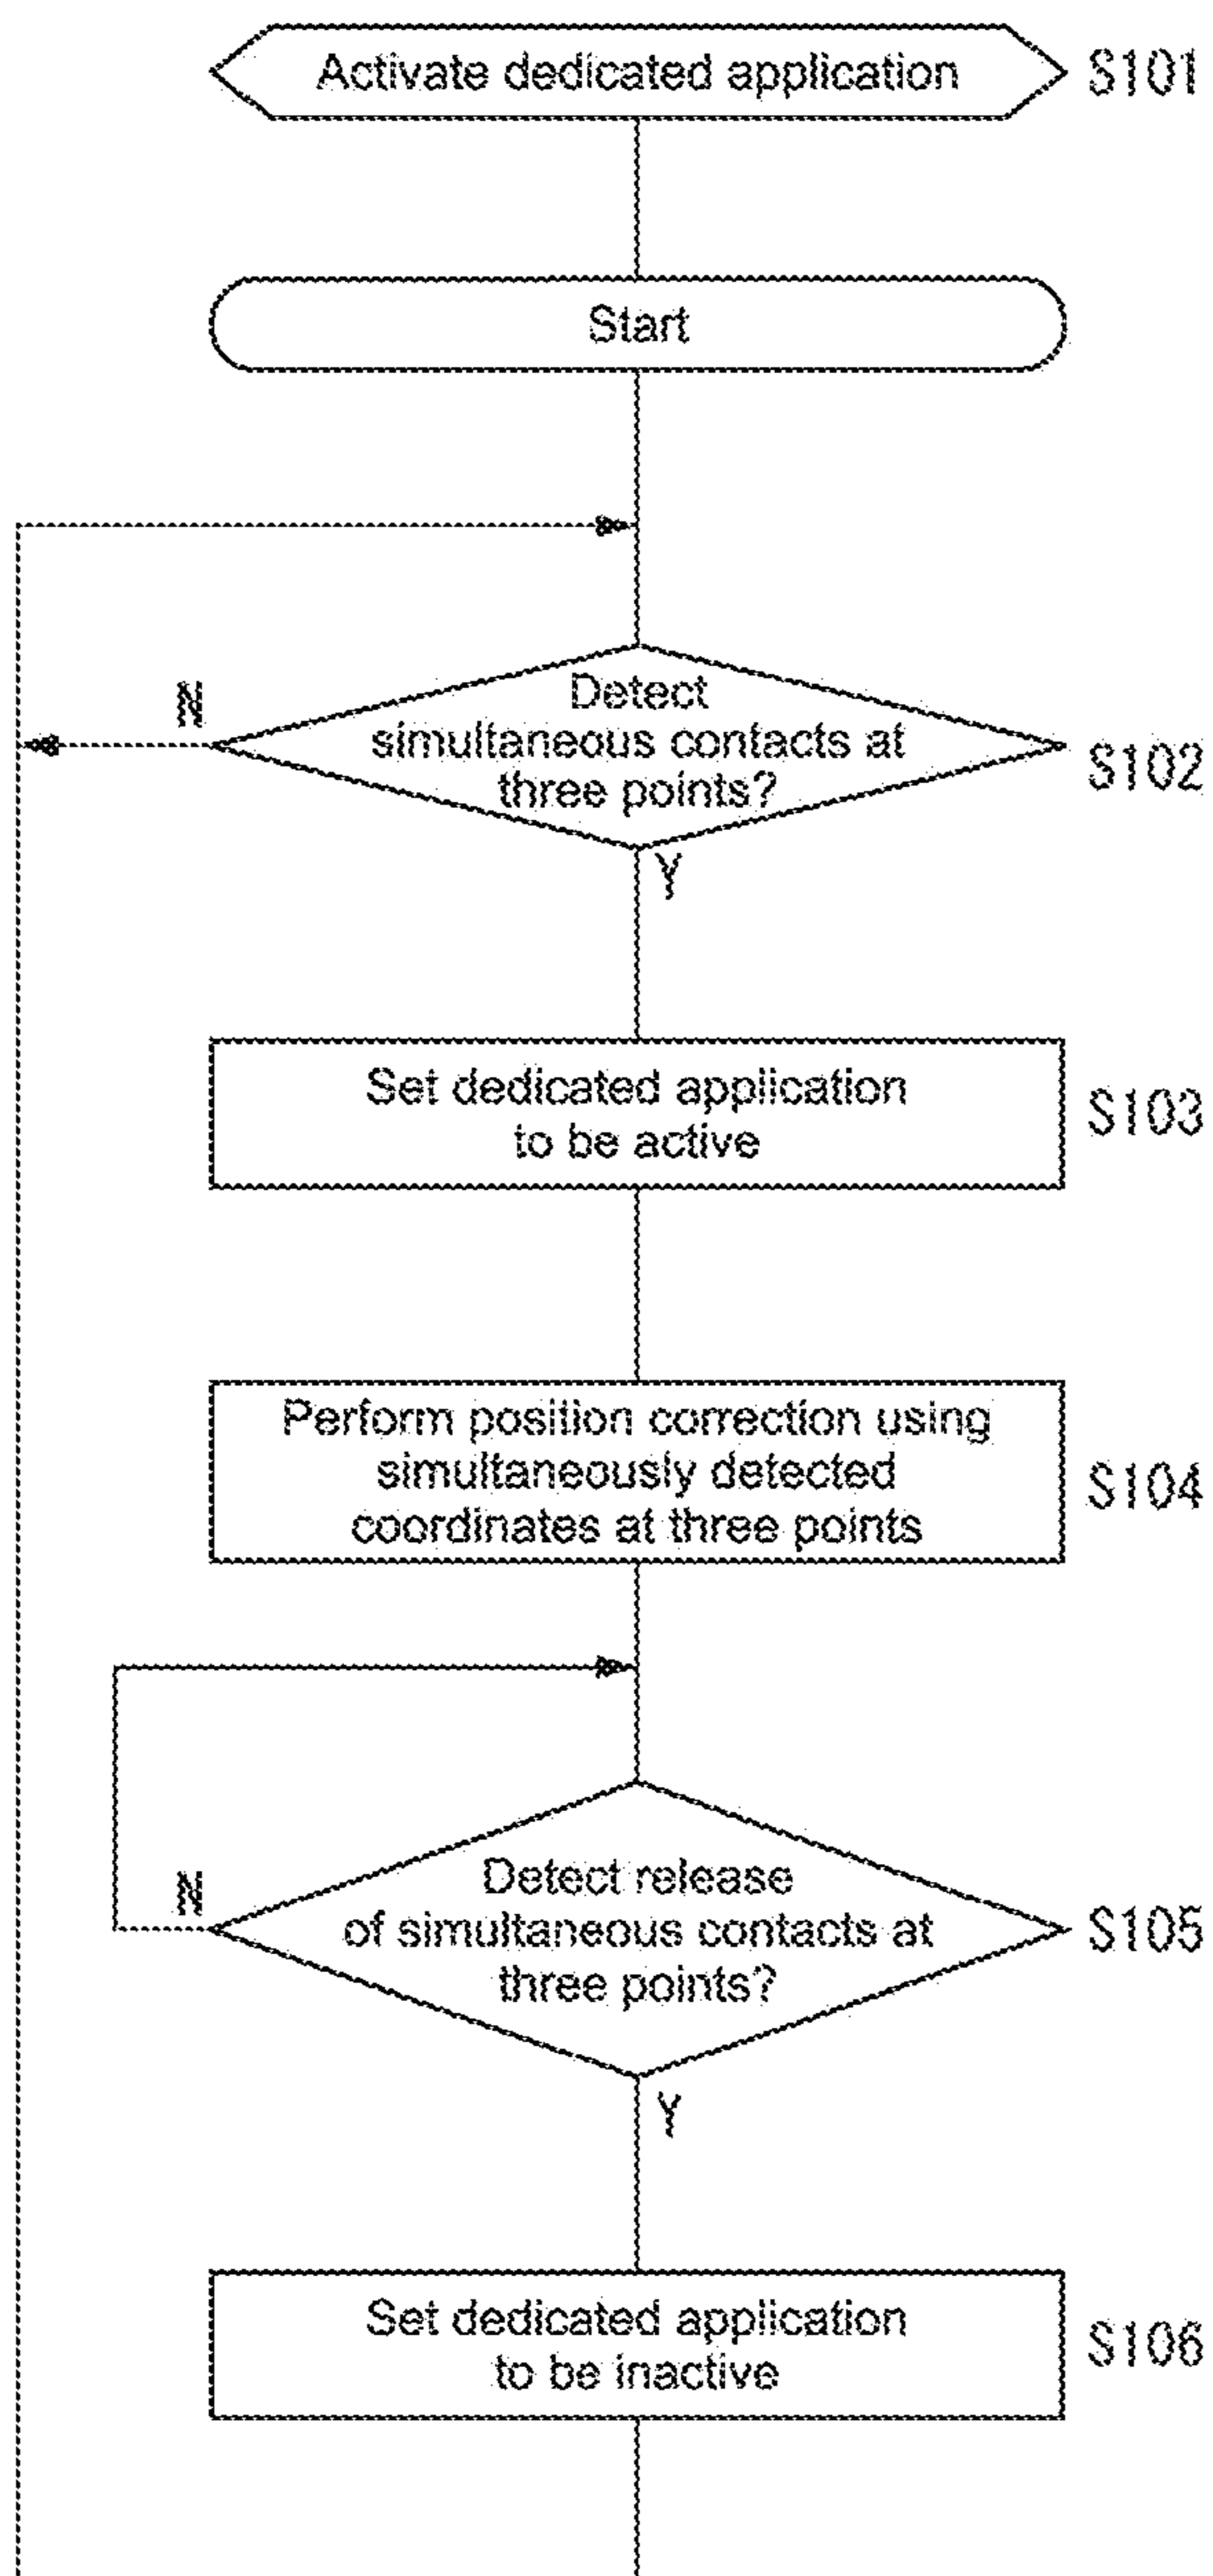 Activate dedicated application
S101
Start
Detect
simultaneous contacts at
three points?
N
S102
Y
Set dedicated application
to be active
S103
Perform position correction using
simultaneously detected
coordinates at three points
S104
Detect release
of simultaneous contacts at
three points?
N
S105
Y
Set dedicated application
to be inactive
S106